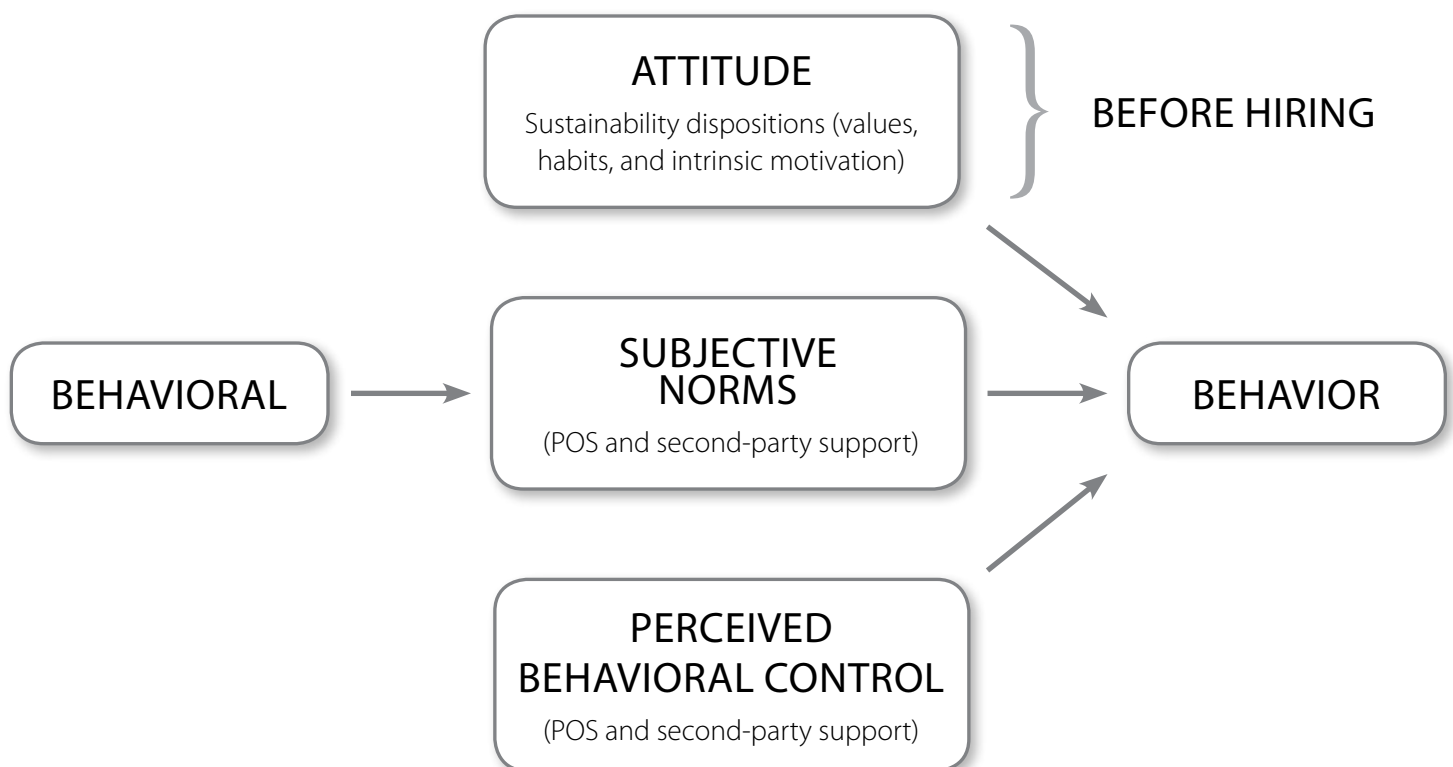 ATTITUDE
Sustainability dispositions (values,
habits, and intrinsic motivation)
BEFORE HIRING
BEHAVIORAL
SUBJECTIVE
NORMS
(POS and second-party support)
BEHAVIOR
PERCEIVED
BEHAVIORAL CONTROL
(POS and second-party support)